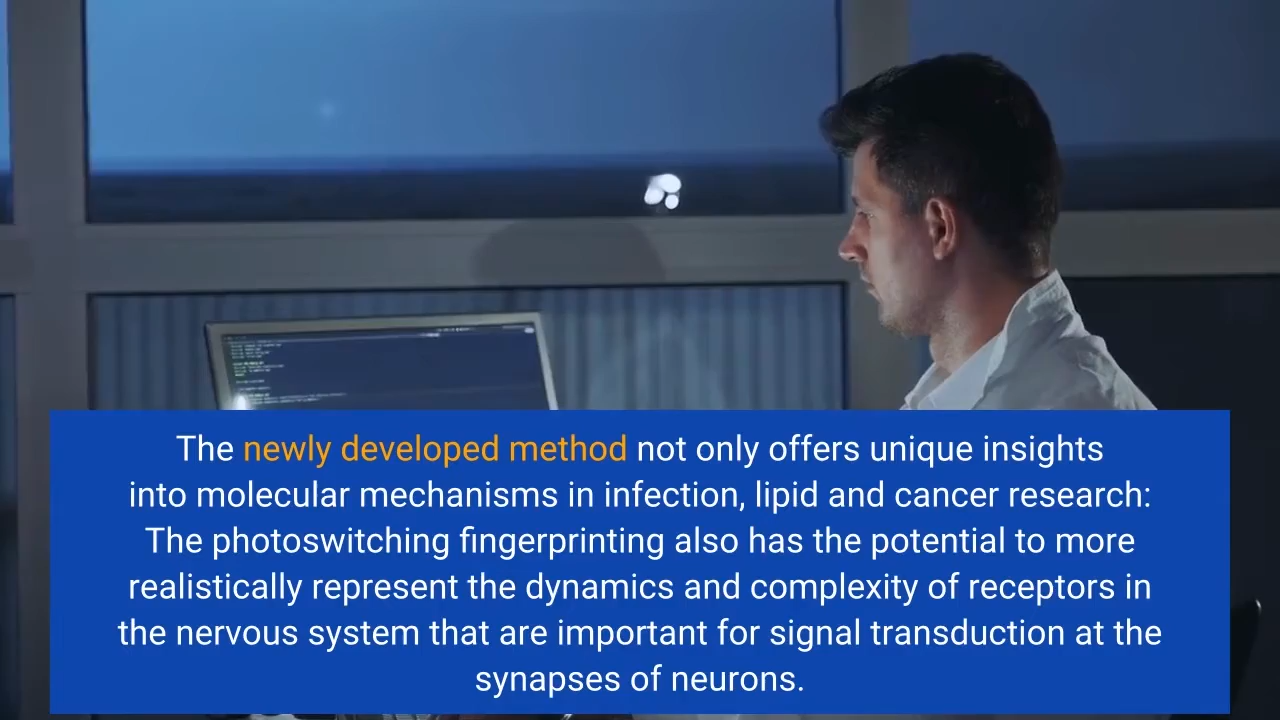 The newly developed method not only offers unique insights
into molecular mechanisms in infection, lipid and cancer research:
The photoswitching fingerprinting also has the potential to more
realistically represent the dynamics and complexity of receptors in
the nervous system that are important for signal transduction at the
synapses of neurons.